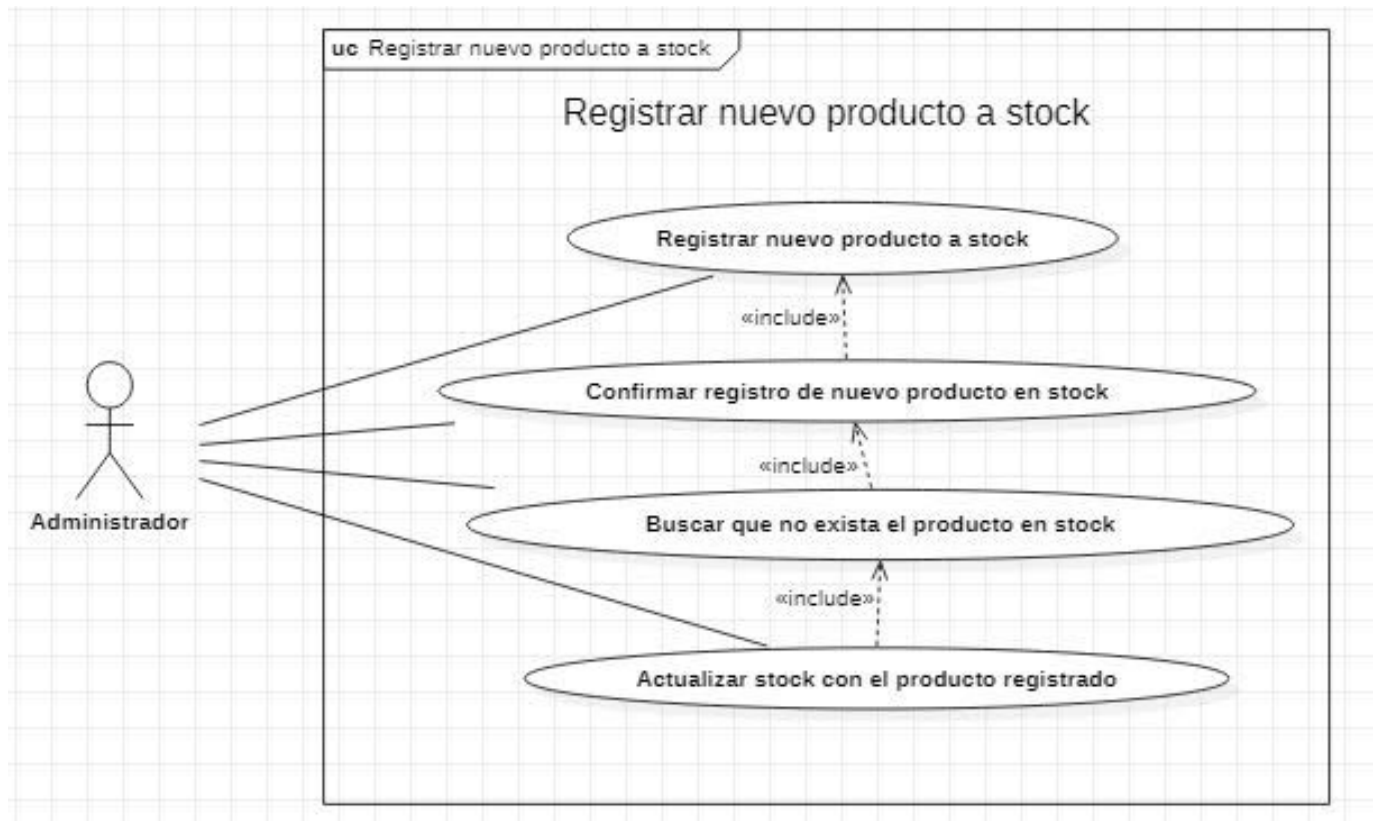 uc Registrar nuevo producto a stock
Registrar nuevo producto a stock
Registrar nuevo producto a stock
«include»
Confirmar registro de nuevo producto en stock
«include»
Buscar que no exista el producto en stock
Administrador
«include»
Actualizar stock con el producto registrado